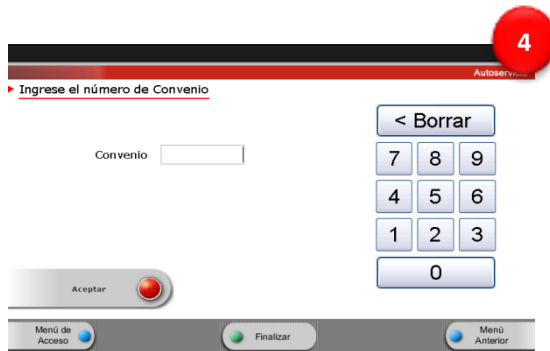 4
Autoservicio
Ingrese el número de Convenio
< Borrar
Convenio
7 8 9
4 5 6
1 2 3
0
Aceptar
Menú de
Acceso
Finalizar
Menú
Anterior